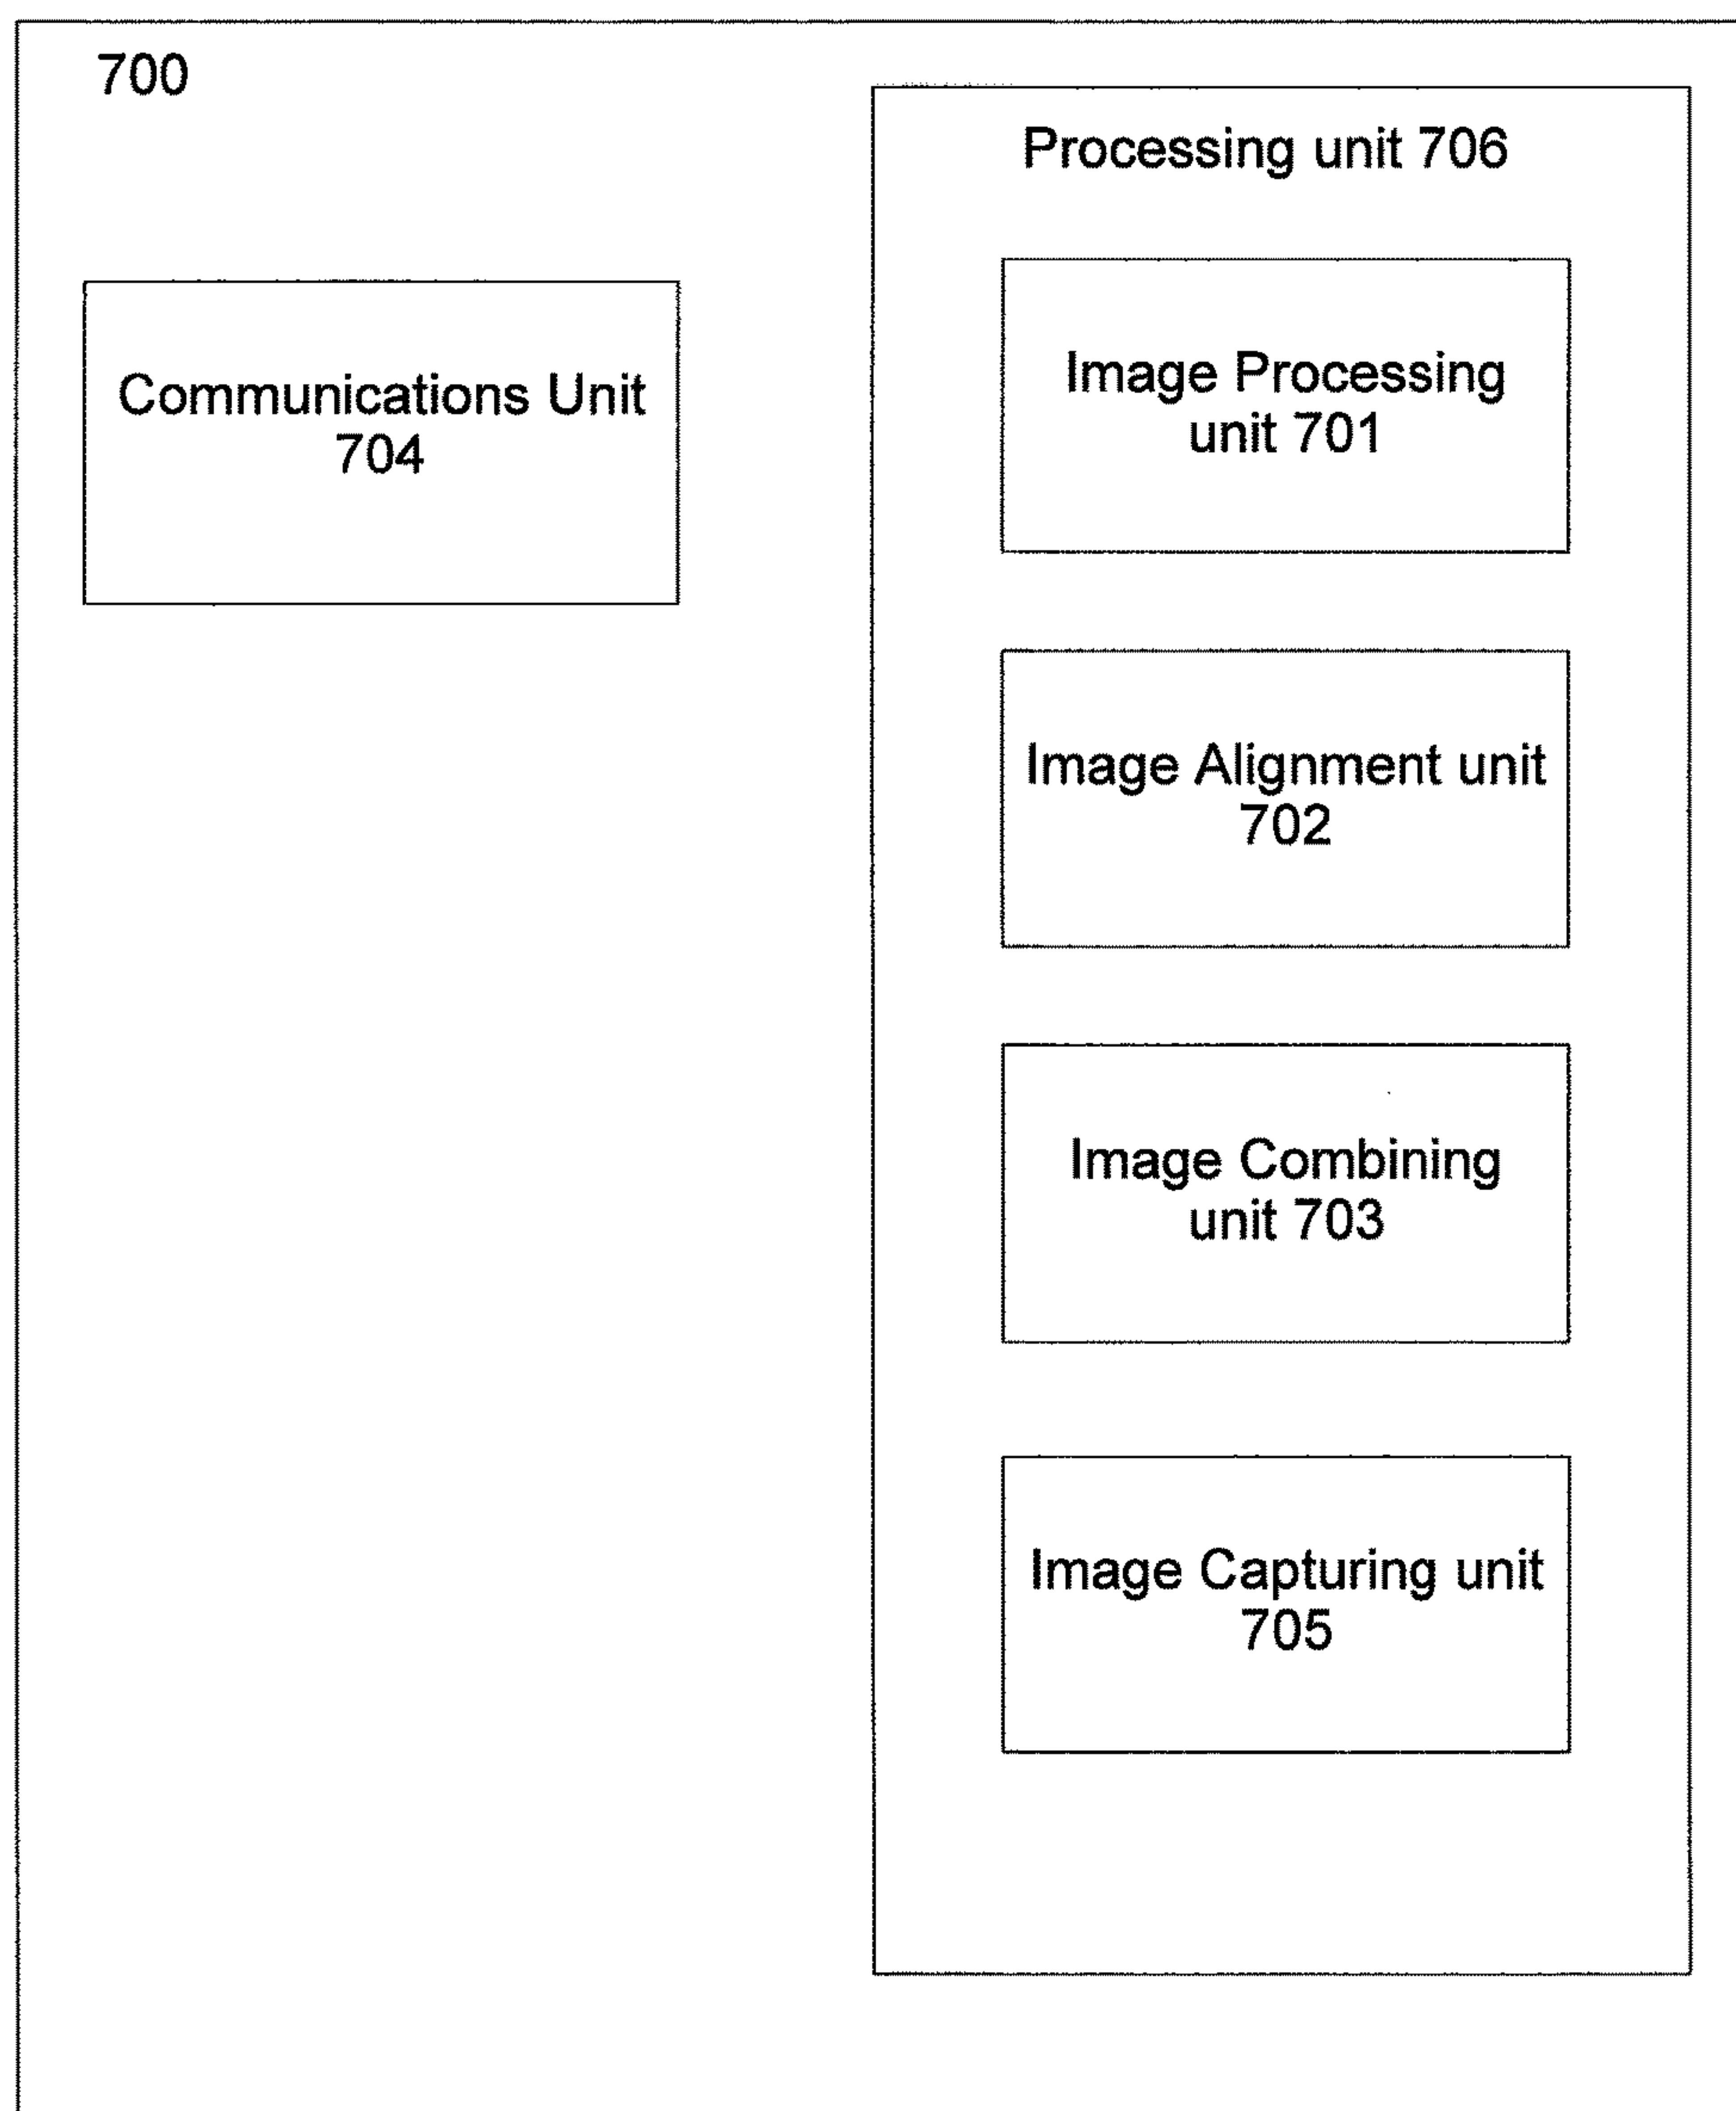 700
Processing unit 706
Communications Unit
704
Image Processing
unit 701
Image Alignment unit
702
Image Combining
unit 703
Image Capturing unit
705